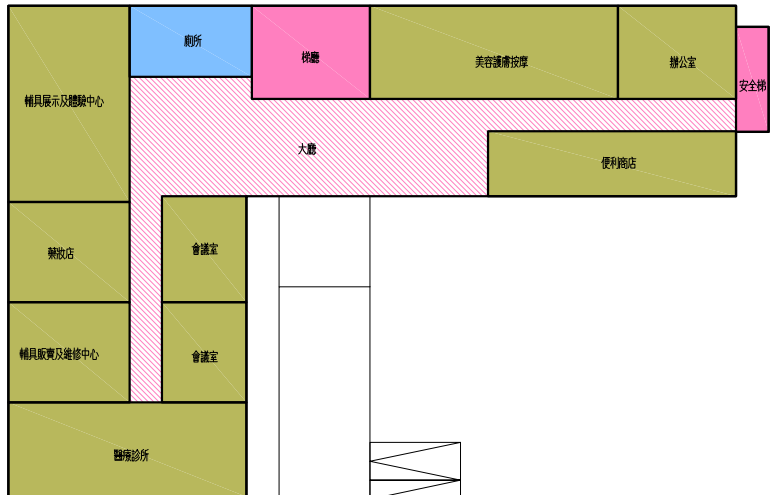 廁所
梯廳
美容護膚按摩
辦公室
安全梯
輔具展示及體驗中心
大廳
便利商店
藥妝店
會議室
輔具販賣及維修中心
會議室
醫療診所